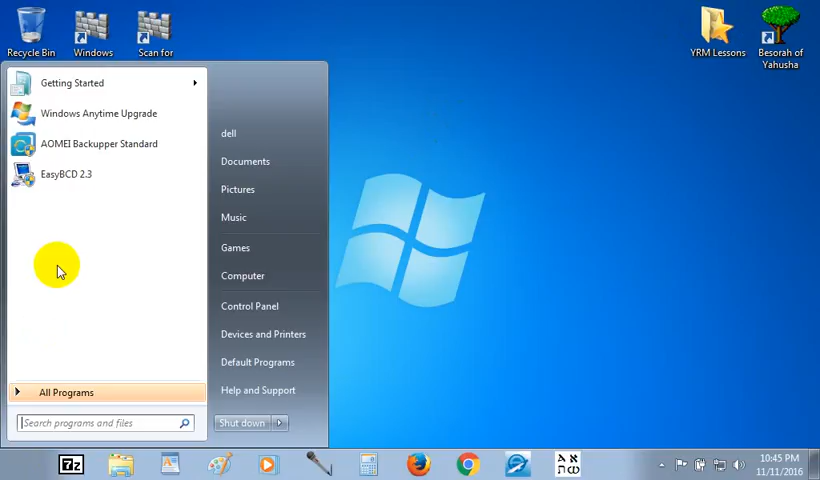 Recycle Bin
Windows
Scan for
YRM Lessons
Besorah of
Yahusha
Getting Started
Windows Anytime Upgrade
AOMEI Backupper Standard
EasyBCD 2.3
All Programs
Search programs and files
dell
Documents
Pictures
Music
Games
Computer
Control Panel
Devices and Printers
Default Programs
Help and Support
Shut down
7z
א A
ת ש
10:45 PM
11/11/2016